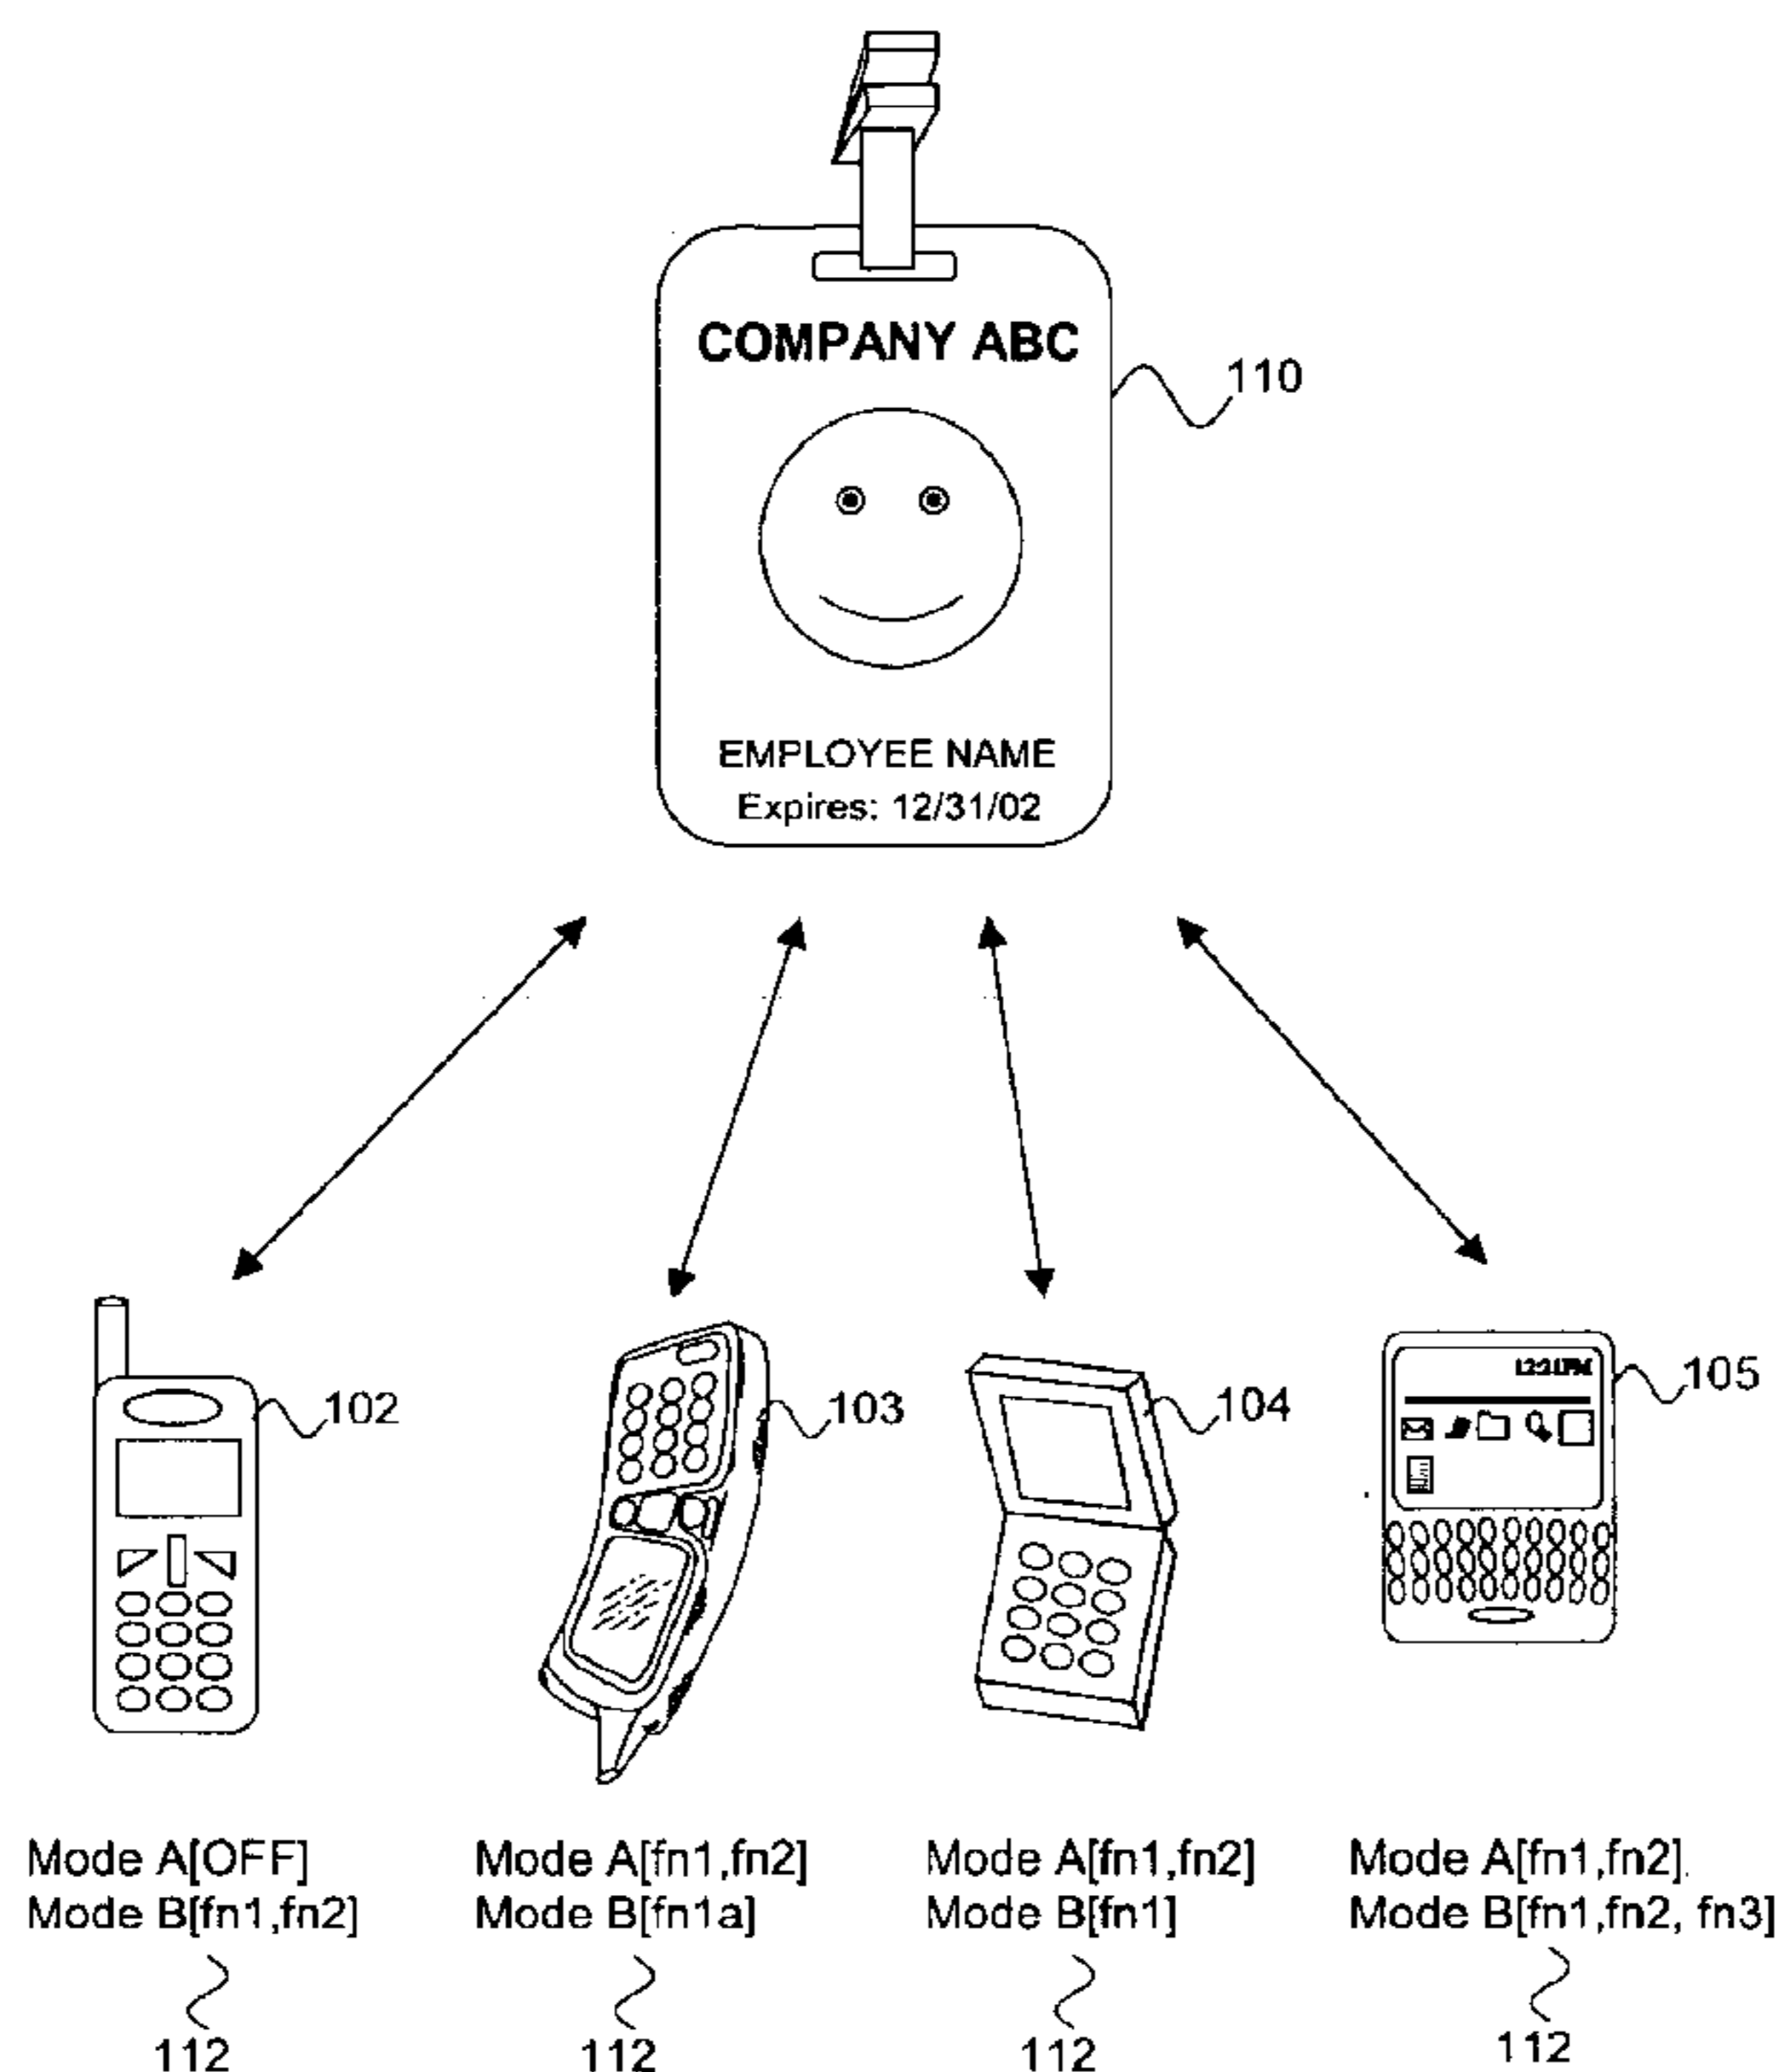 COMPANY ABC
110
EMPLOYEE NAME
Expires: 12/31/02
102
103
104
105
Mode A[OFF]
Mode B[fn1,fn2]
112
Mode A[fn1,fn2]
Mode B[fn1a]
112
Mode A[fn1,fn2]
Mode B[fn1]
112
Mode A[fn1,fn2]
Mode B[fn1,fn2, fn3]
112